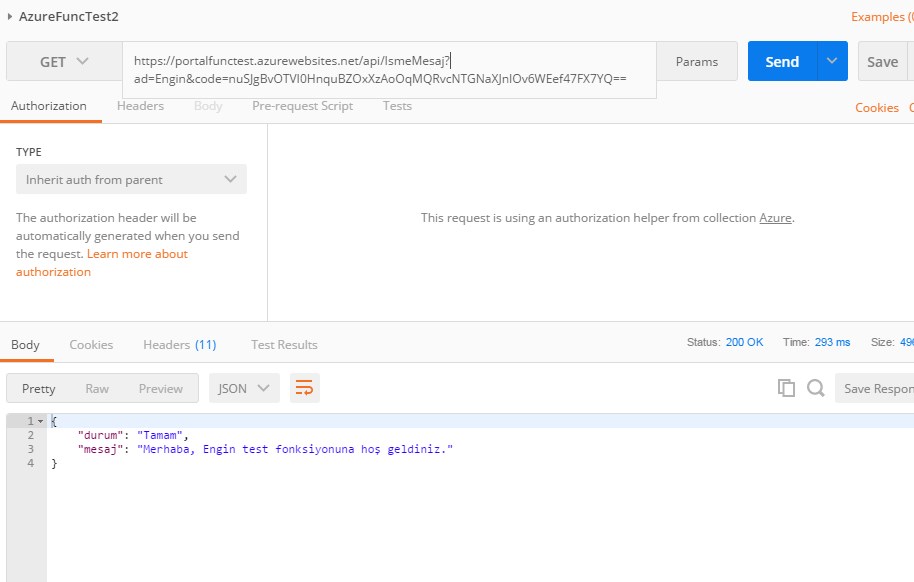 AzureFuncTest2
Examples (0
GET
https://portalfunctest.azurewebsites.net/api/IsmeMesaj?
ad=Engin&code=nuSJgBvOTVI0HnquBZOxXzAoOqMQRvcNTGNaXJnIOv6WEef47FX7YQ==
Params
Send
Save
Authorization Headers Body Pre-request Script Tests
Cookies
TYPE
Inherit auth from parent
The authorization header will be
automatically generated when you send
the request. Learn more about
authorization
This request is using an authorization helper from collection Azure.
Body Cookies Headers (11) Test Results
Status: 200 OK Time: 293 ms Size: 496
Pretty Raw Preview JSON
Save Respon
1 {
2 "durum": "Tamam",
3 "mesaj": "Merhaba, Engin test fonksiyonuna hoş geldiniz."
4 }